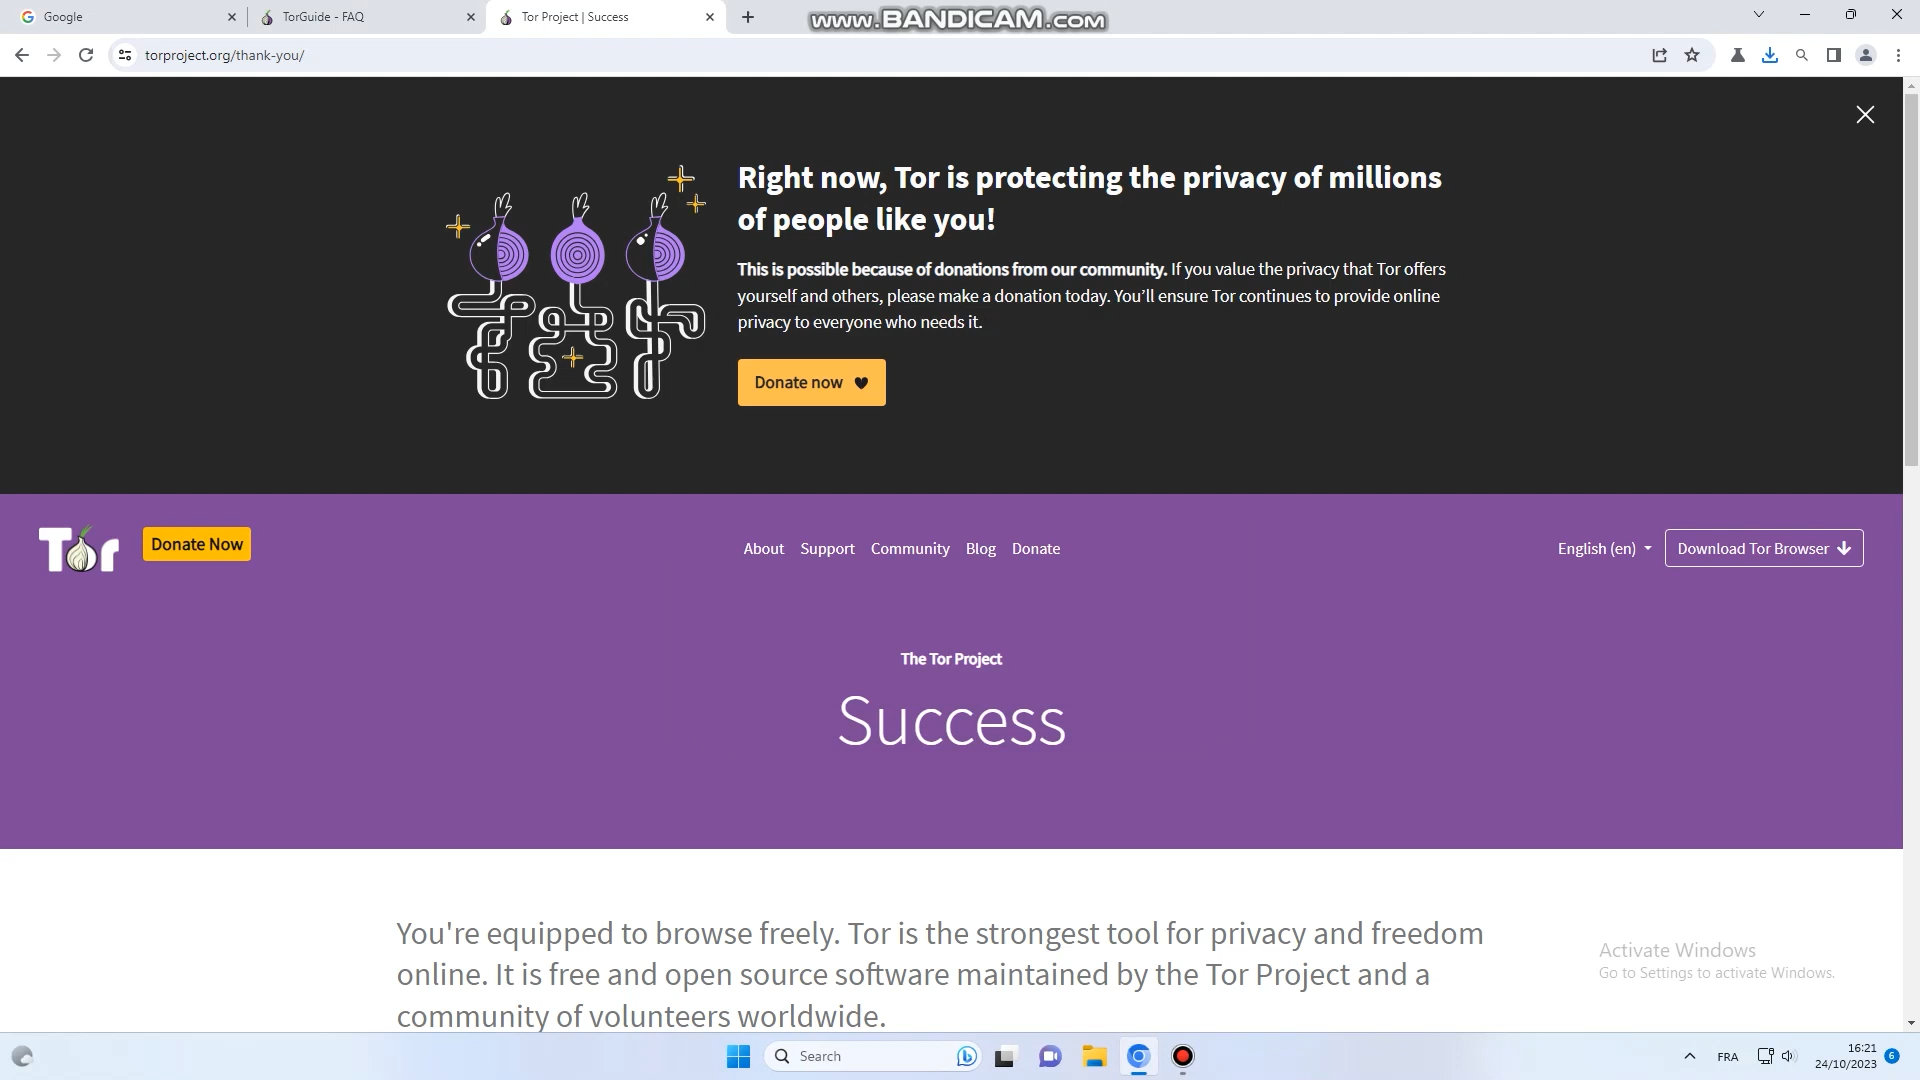 Google
TorGuide - FAQ
Tor Project | Success
www.BANDICAM.com
torproject.org/thank-you/
Right now, Tor is protecting the privacy of millions
of people like you!
This is possible because of donations from our community. If you value the privacy that Tor offers
yourself and others, please make a donation today. You’ll ensure Tor continues to provide online
privacy to everyone who needs it.
Donate now
Tor
Donate Now
About Support Community Blog Donate
English (en)
Download Tor Browser
The Tor Project
Success
You're equipped to browse freely. Tor is the strongest tool for privacy and freedom
online. It is free and open source software maintained by the Tor Project and a
community of volunteers worldwide.
Activate Windows
Go to Settings to activate Windows.
Search
FRA
16:21
24/10/2023
6